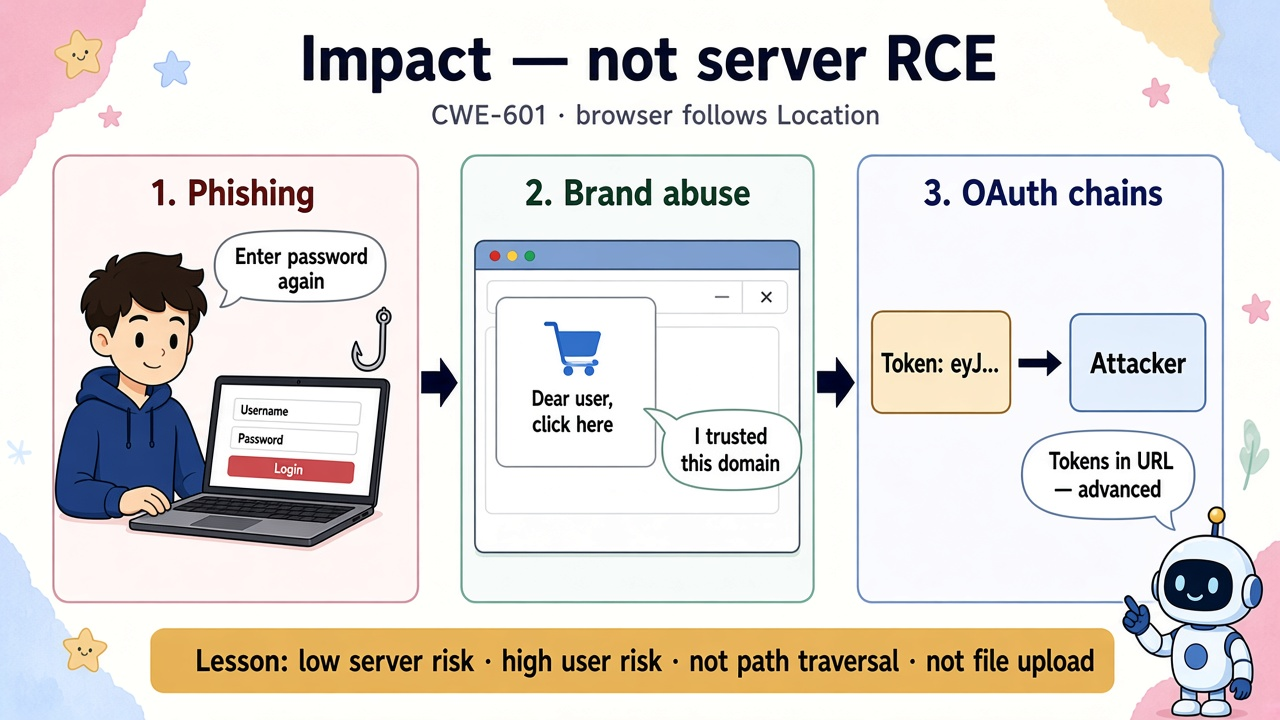 Impact — not server RCE
CWE-601 · browser follows Location
1. Phishing
Enter password
again
Username
Password
Login
2. Brand abuse
Dear user,
click here
I trusted
this domain
3. OAuth chains
Token: eyJ...
Attacker
Tokens in URL
— advanced
Lesson: low server risk · high user risk · not path traversal · not file upload